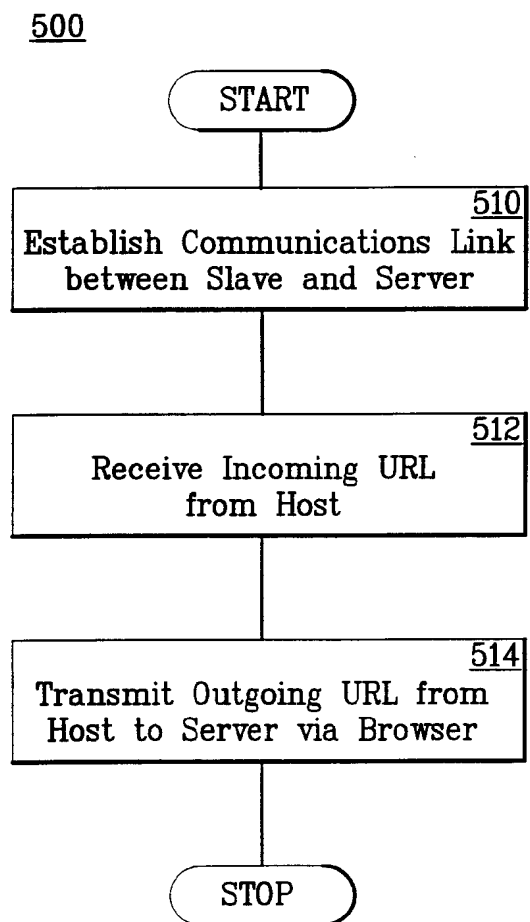 500
START
510
Establish Communications Link
between Slave and Server
512
Receive Incoming URL
from Host
514
Transmit Outgoing URL from
Host to Server via Browser
STOP